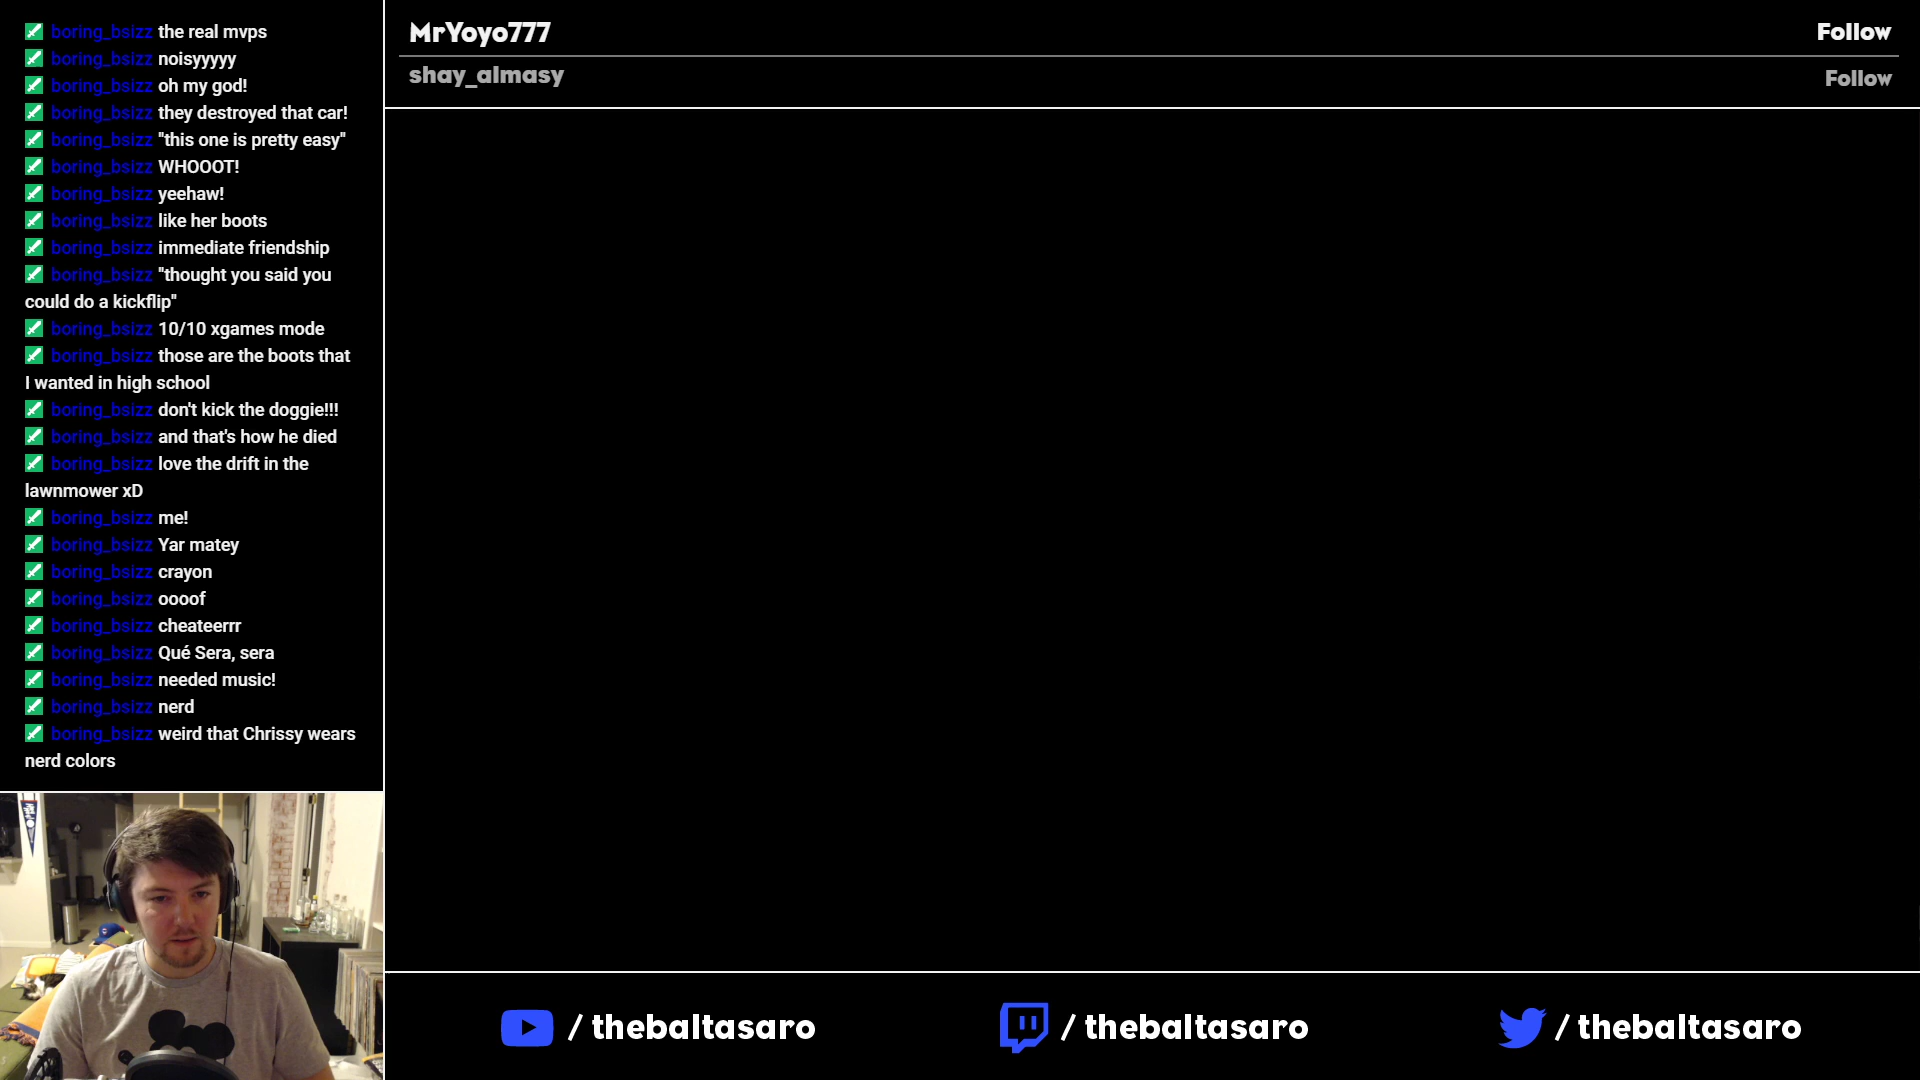 boring_bsizz the real mvps
boring_bsizz noisyyyyy
boring_bsizz oh my god!
boring_bsizz they destroyed that car!
boring_bsizz "this one is pretty easy"
boring_bsizz WHOOOT!
boring_bsizz yeehaw!
boring_bsizz like her boots
boring_bsizz immediate friendship
boring_bsizz "thought you said you
could do a kickflip"
boring_bsizz 10/10 xgames mode
boring_bsizz those are the boots that
I wanted in high school
boring_bsizz don't kick the doggie!!!
boring_bsizz and that's how he died
boring_bsizz love the drift in the
lawnmower xD
boring_bsizz me!
boring_bsizz Yar matey
boring_bsizz crayon
boring_bsizz oooof
boring_bsizz cheateerrr
boring_bsizz Qué Sera, sera
boring_bsizz needed music!
boring_bsizz nerd
boring_bsizz weird that Chrissy wears
nerd colors
MrYoyo777 Follow
shay_almasy Follow
/ thebaltasaro / thebaltasaro / thebaltasaro